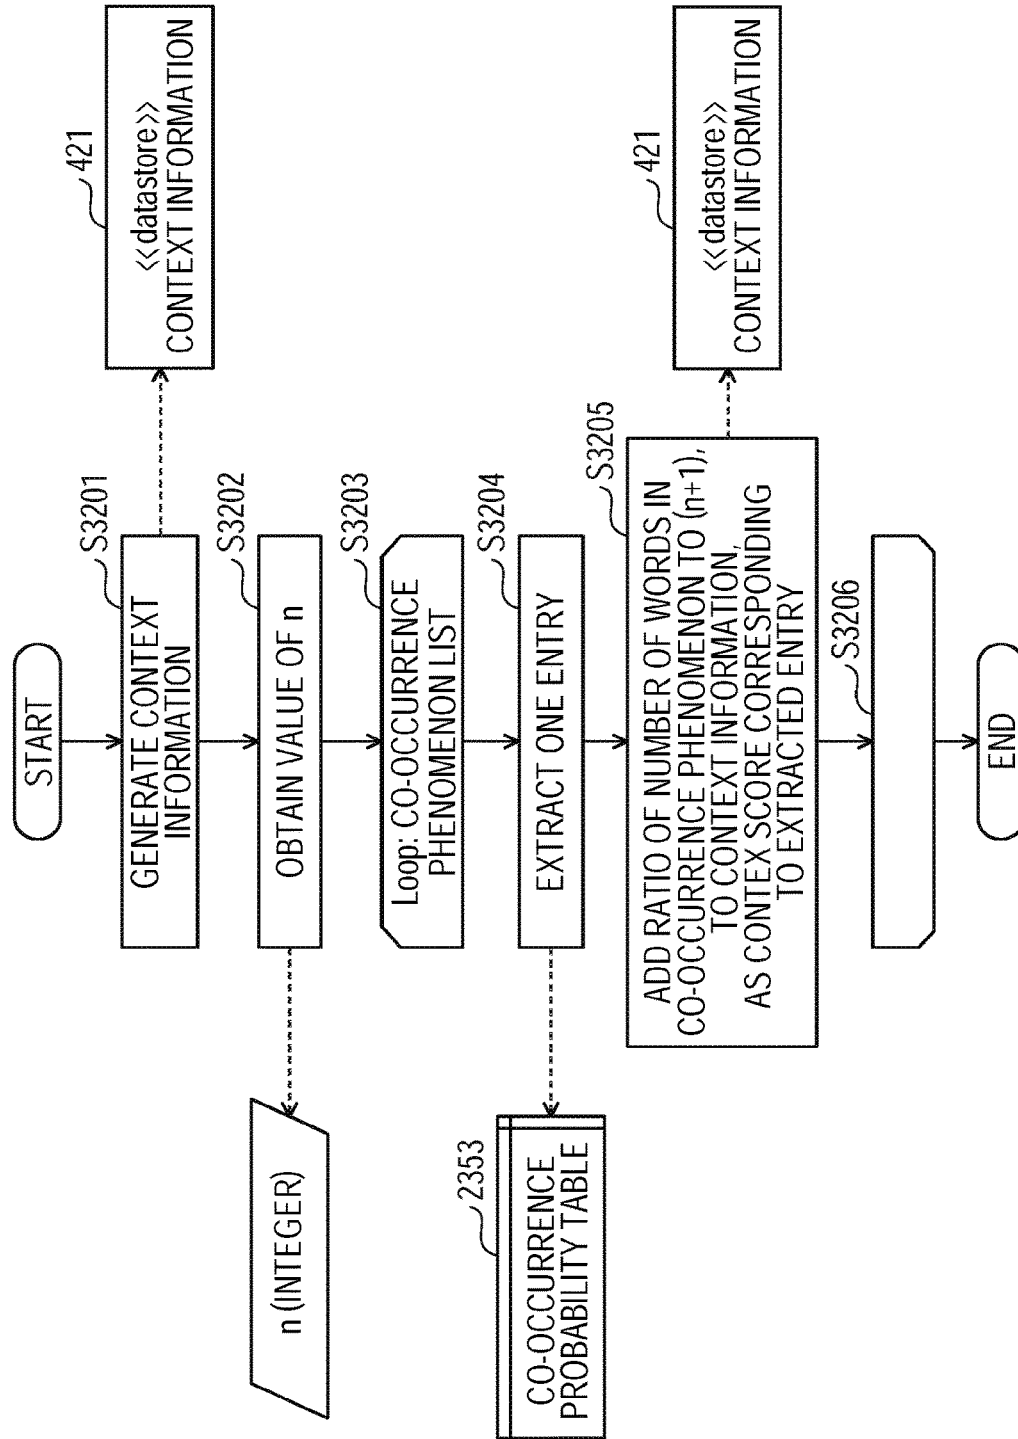 START
S3201
GENERATE CONTEXT
INFORMATION
421
<<datastore>>
CONTEXT INFORMATION
S3202
OBTAIN VALUE OF n
n (INTEGER)
S3203
Loop: CO-OCCURRENCE
PHENOMENON LIST
S3204
EXTRACT ONE ENTRY
2353
CO-OCCURRENCE
PROBABILITY TABLE
S3205
ADD RATIO OF NUMBER OF WORDS IN
CO-OCCURRENCE PHENOMENON TO (n+1),
TO CONTEXT INFORMATION,
AS CONTEX SCORE CORRESPONDING
TO EXTRACTED ENTRY
421
<<datastore>>
CONTEXT INFORMATION
S3206
END